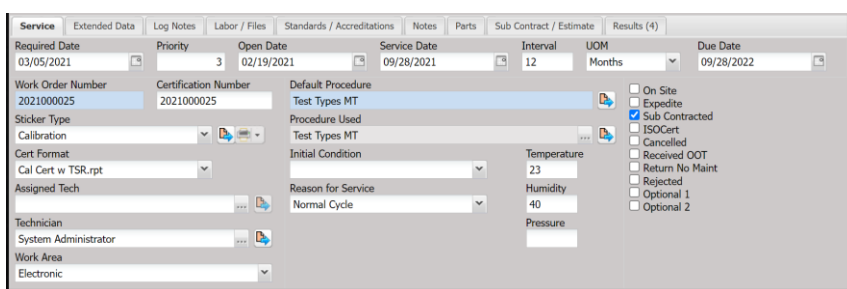 Service Extended Data Log Notes Labor / Files Standards / Accreditations Notes Parts Sub Contract / Estimate Results (4)
Required Date Priority Open Date Service Date Interval UOM Due Date
03/05/2021 3 02/19/2021 09/28/2021 12 Months 09/28/2022
Work Order Number Certification Number Default Procedure
2021000025 2021000025 Test Types MT
On Site
Expedite
Sub Contracted
ISOCert
Cancelled
Received OOT
Return No Maint
Rejected
Optional 1
Optional 2
Sticker Type Procedure Used
Calibration Test Types MT ...
Cert Format Initial Condition Temperature
Cal Cert w TSR.rpt 23
Assigned Tech Reason for Service Humidity
... Normal Cycle 40
Technician Pressure
System Administrator ...
Work Area
Electronic